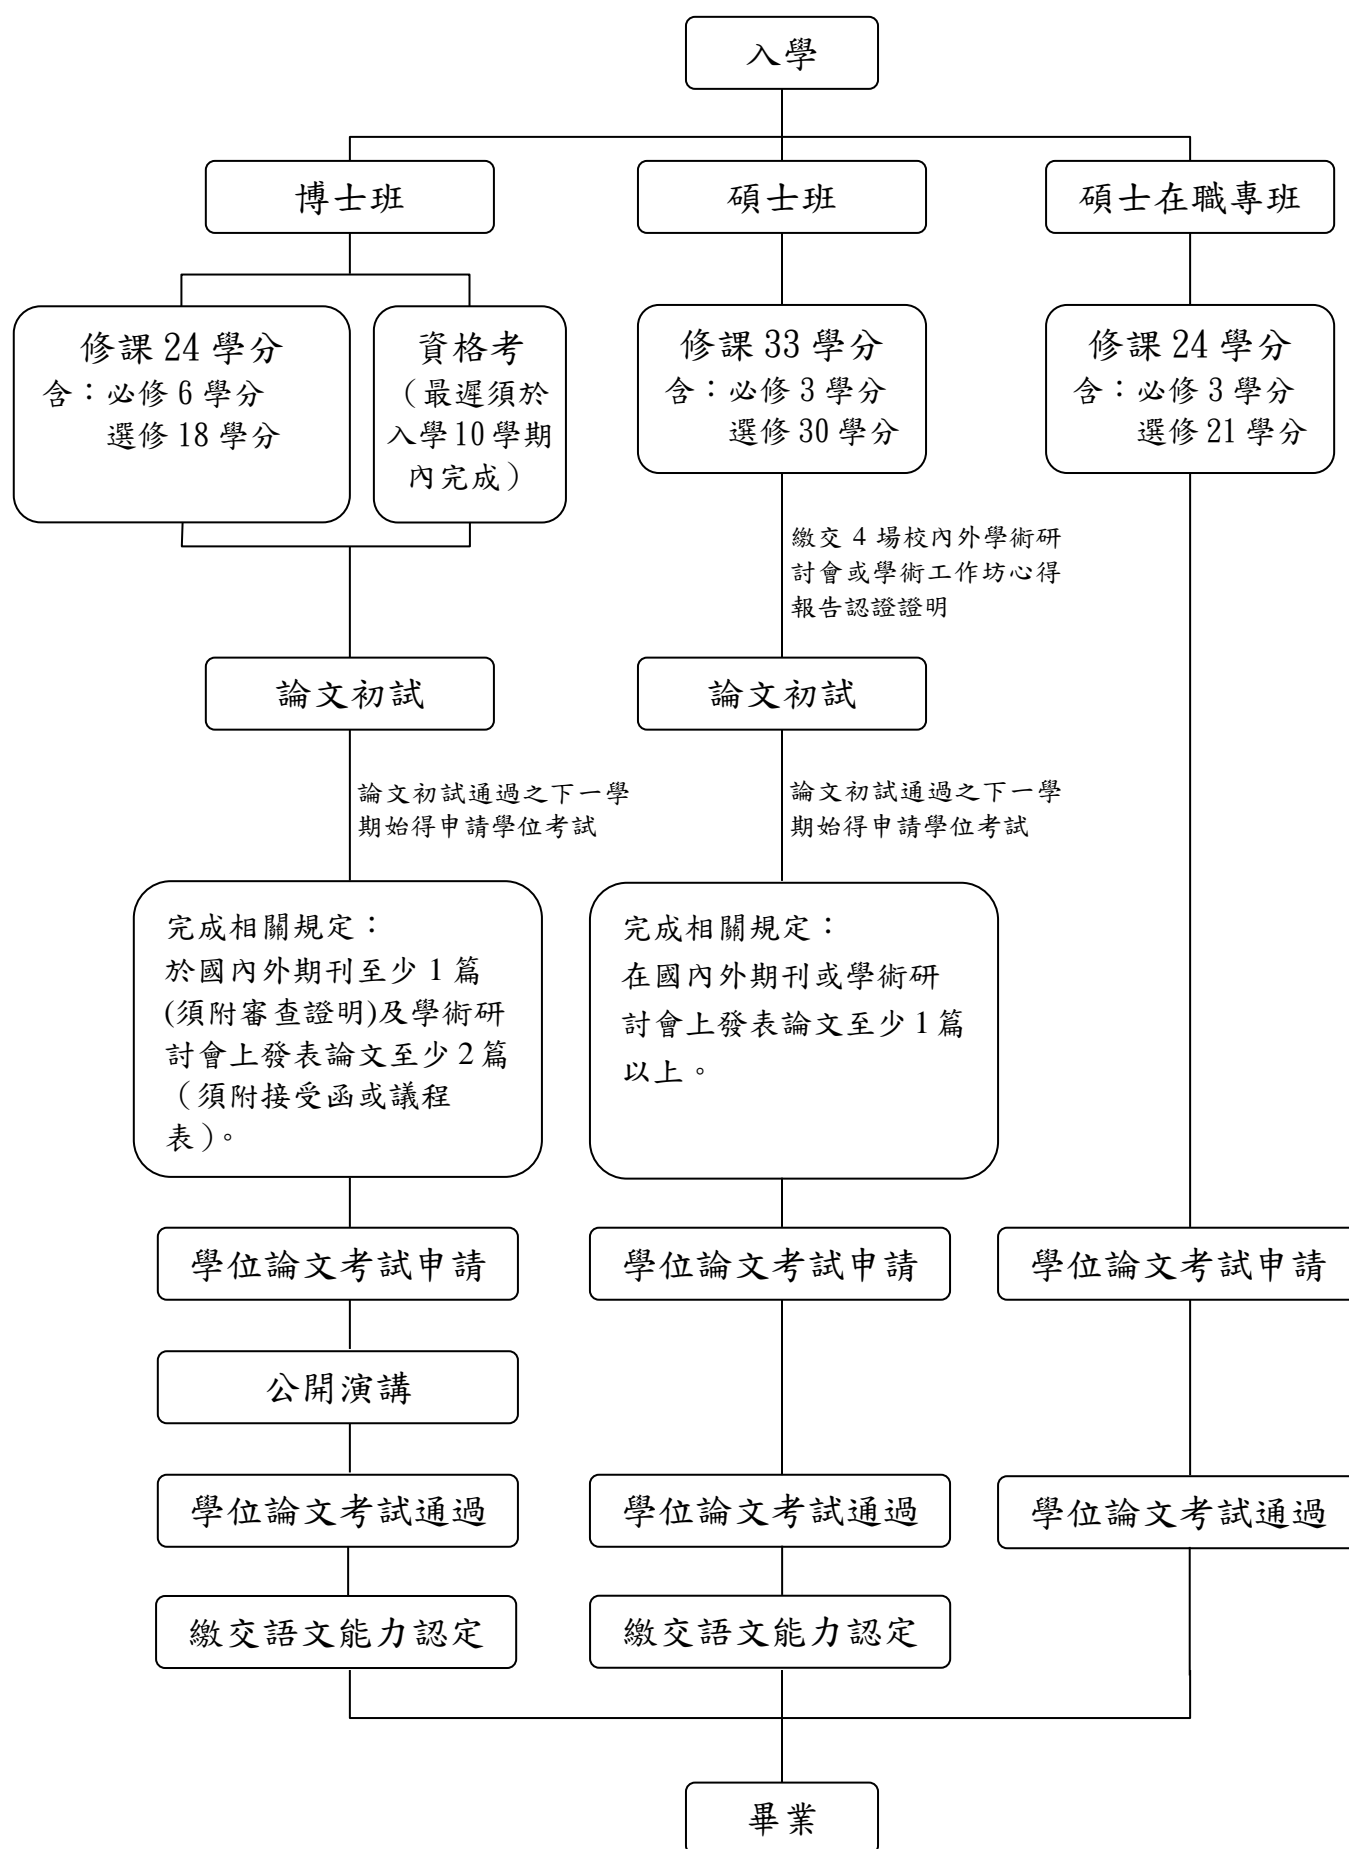 入學
博士班
碩士班
碩士在職專班
修課 24 學分
含：必修 6 學分
選修 18 學分
資格考
（最遲須於
入學 10 學期
內完成）
修課 33 學分
含：必修 3 學分
選修 30 學分
修課 24 學分
含：必修 3 學分
選修 21 學分
繳交 4 場校內外學術研
討會或學術工作坊心得
報告認證證明
論文初試
論文初試
論文初試通過之下一學
期始得申請學位考試
論文初試通過之下一學
期始得申請學位考試
完成相關規定：
於國內外期刊至少 1 篇
(須附審查證明)及學術研
討會上發表論文至少 2 篇
（須附接受函或議程
表）。
完成相關規定：
在國內外期刊或學術研
討會上發表論文至少 1 篇
以上。
學位論文考試申請
學位論文考試申請
學位論文考試申請
公開演講
學位論文考試通過
學位論文考試通過
學位論文考試通過
繳交語文能力認定
繳交語文能力認定
畢業